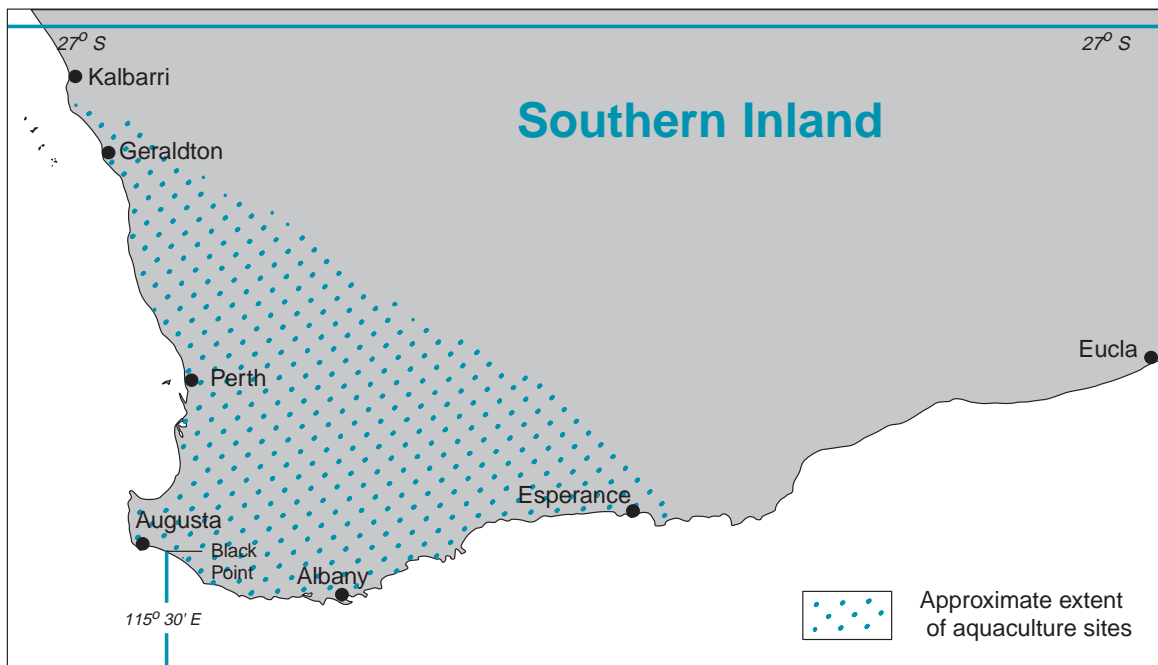 27° S
27° S
Kalbarri
Southern Inland
Geraldton
Eucla
Perth
Esperance
Augusta
Black
Point
Albany
115° 30' E
Approximate extent
of aquaculture sites